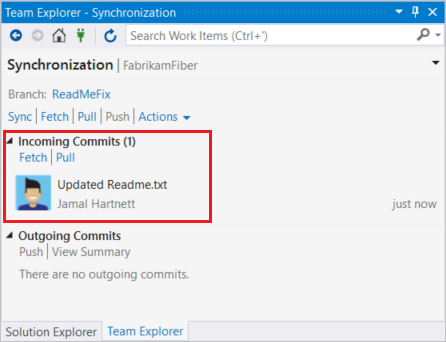 Team Explorer - Synchronization
Search Work Items (Ctrl+')
Synchronization | FabrikamFiber
Branch: ReadMeFix
Sync | Fetch | Pull | Push | Actions
Incoming Commits (1)
Fetch | Pull
Updated Readme.txt
Jamal Hartnett just now
Outgoing Commits
Push | View Summary
There are no outgoing commits.
Solution Explorer Team Explorer